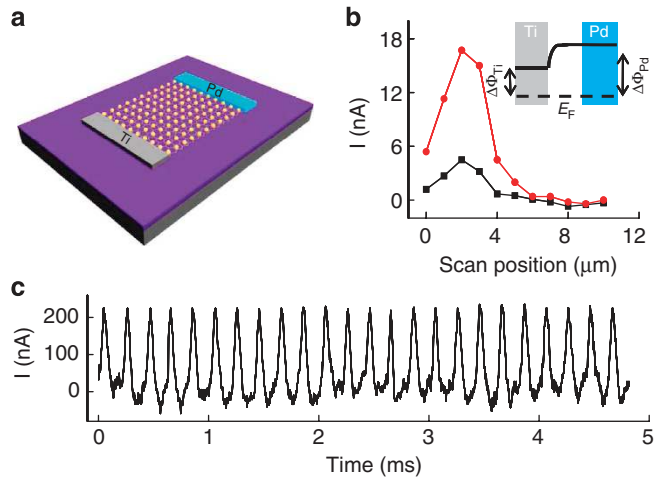 a
Pd
Ti
b
I (nA)
18
12
6
0
Ti
Pd
ΔΦTi
ΔΦPd
EF
0
4
8
12
Scan position (μm)
c
I (nA)
200
100
0
0
1
2
3
4
5
Time (ms)